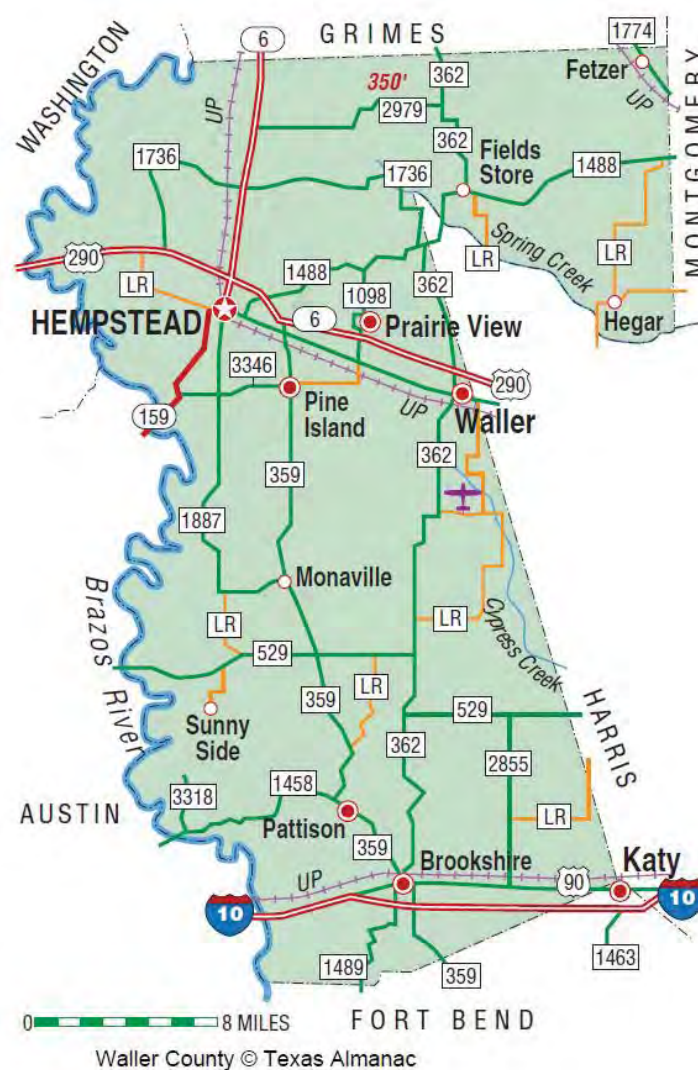 GRIMES
WASHINGTON
6
1774
Fetzer
UP
MONTGOMERY
362
350'
2979
UP
362
1736
1736
Fields
Store
1488
290
LR
1488
362
Spring Creek
LR
LR
Hegar
HEMPSTEAD
6
1098
Prairie View
3346
UP
290
159
Pine
Island
Waller
362
359
1887
Monaville
Brazos
River
LR
LR
Cypress Creek
529
LR
359
Sunny
Side
362
529
HARRIS
2855
AUSTIN
3318
1458
Pattison
359
LR
Brookshire
UP
90
Katy
10
10
1489
359
1463
0
8 MILES
FORT BEND
Waller County © Texas Almanac